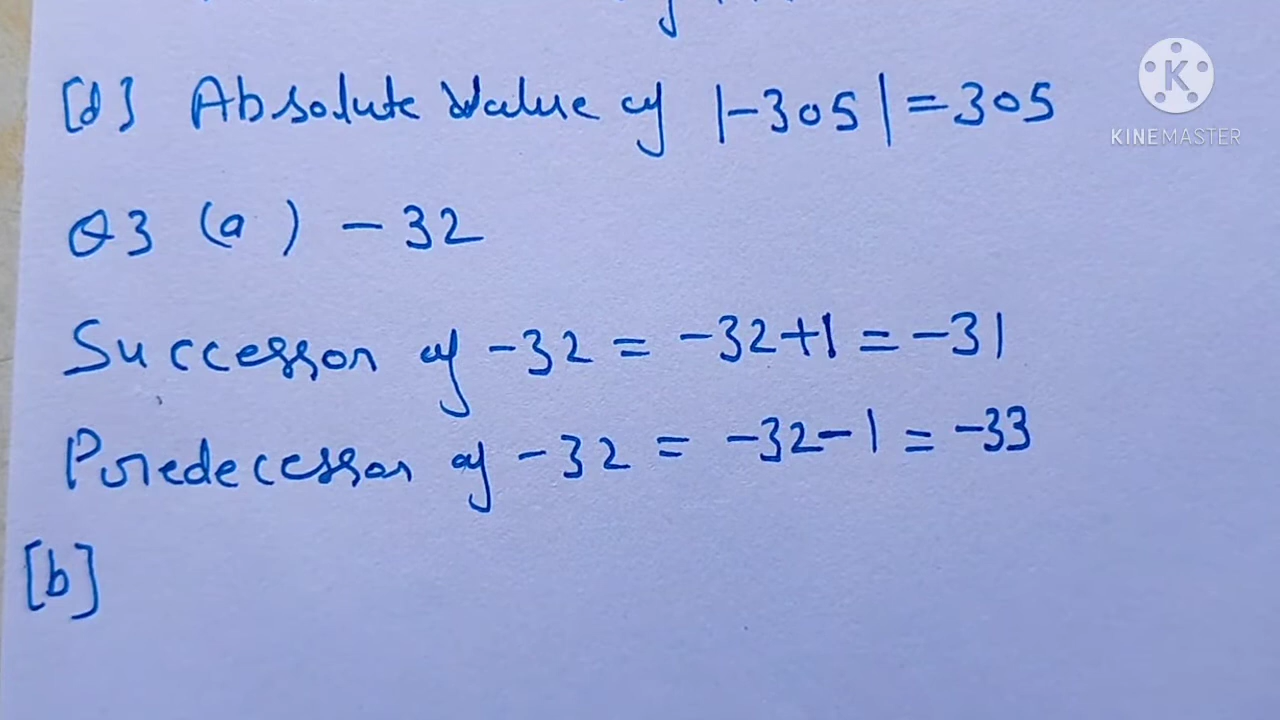 [d] Absolute Value of |-305| = 305
K
KINEMASTER
Q3 (a) - 32
Successor of -32 = -32+1 = -31
Predecessor of -32 = -32-1 = -33
[b]